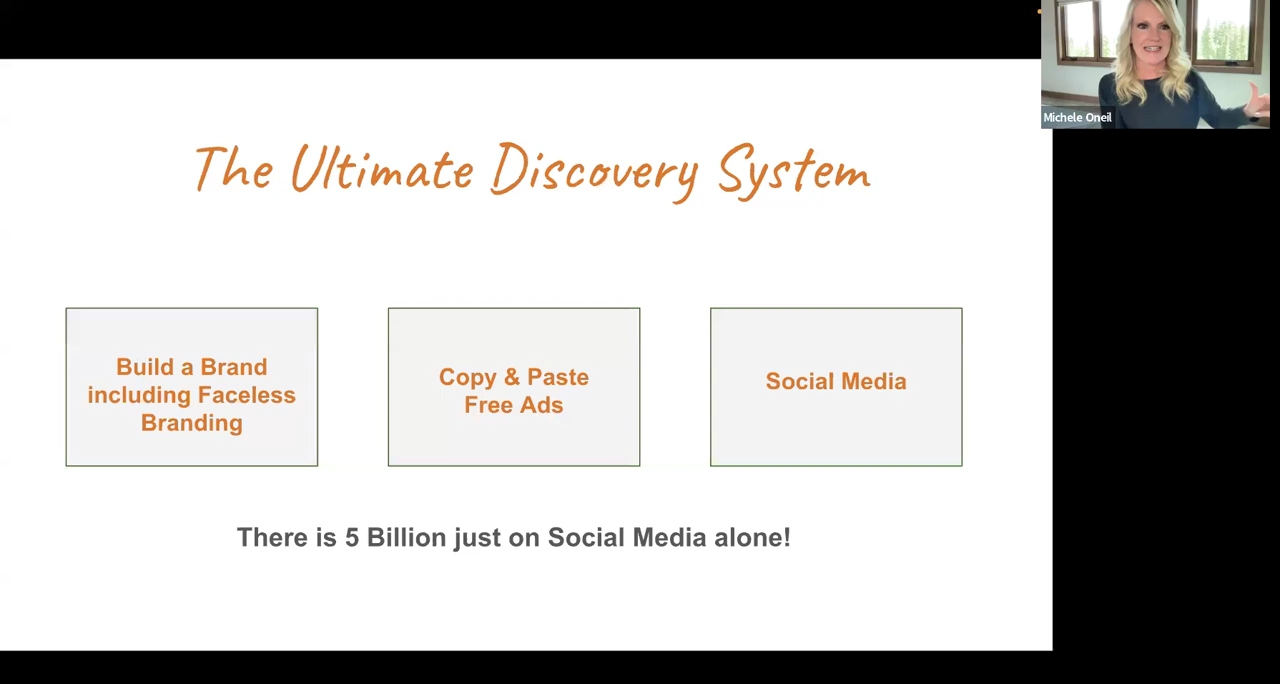 Michele Oneil
The Ultimate Discovery System
Build a Brand
including Faceless
Branding
Copy & Paste
Free Ads
Social Media
There is 5 Billion just on Social Media alone!